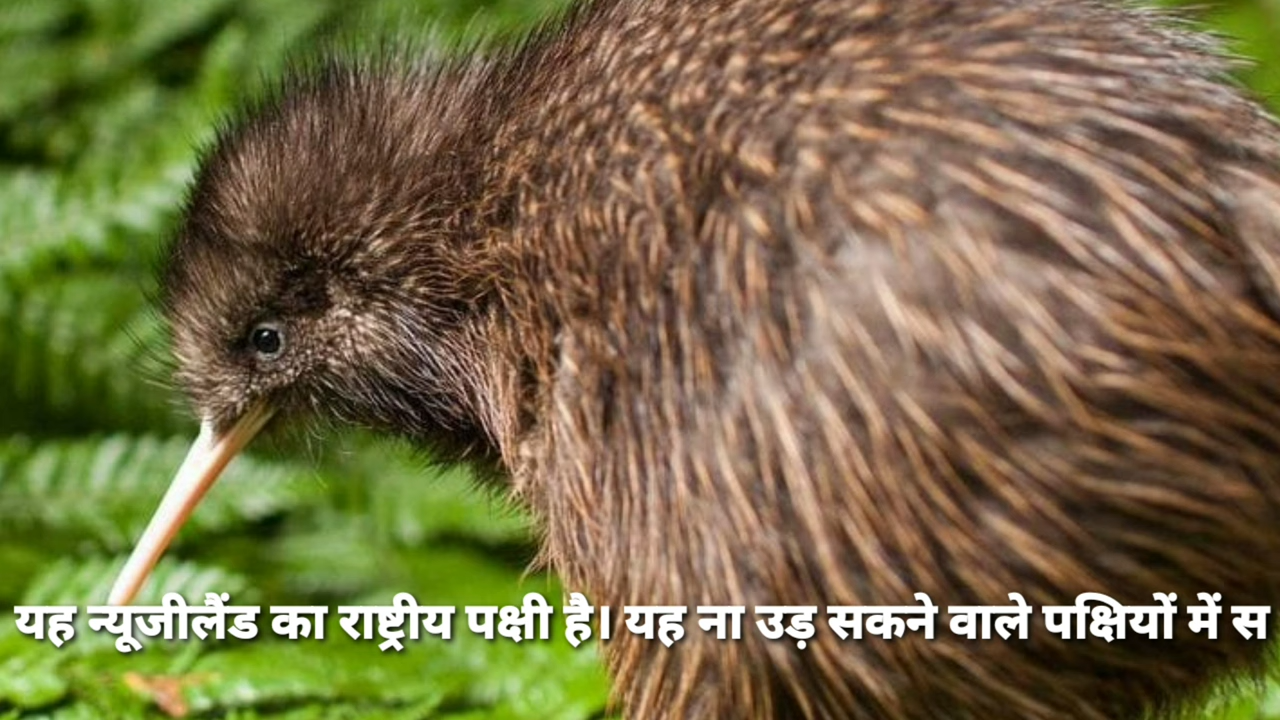 यह न्यूजीलैंड का राष्ट्रीय पक्षी है। यह ना उड़ सकने वाले पक्षियों में स